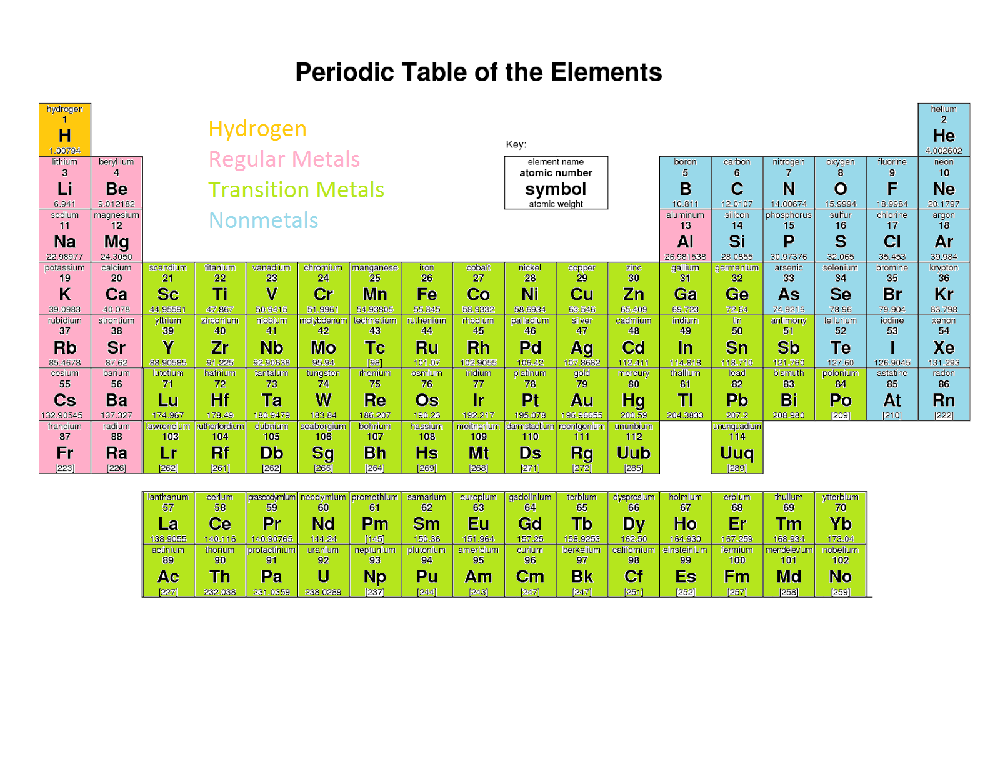 Periodic Table of the Elements
hydrogen
1
H
1.00794
Hydrogen
Regular Metals
Transition Metals
Nonmetals
Key:
element name
atomic number
symbol
atomic weight
helium
2
He
4.002602
lithium beryllium boron carbon nitrogen oxygen fluorine neon
3 4 5 6 7 8 9 10
Li Be B C N O F Ne
6.941 9.012182 10.811 12.0107 14.00674 15.9994 18.9984 20.1797
sodium magnesium aluminum silicon phosphorus sulfur chlorine argon
11 12 13 14 15 16 17 18
Na Mg Al Si P S Cl Ar
22.98977 24.3050 26.981538 28.0855 30.97376 32.065 35.453 39.984
potassium calcium scandium titanium vanadium chromium manganese iron cobalt nickel copper zinc gallium germanium arsenic selenium bromine krypton
19 20 21 22 23 24 25 26 27 28 29 30 31 32 33 34 35 36
K Ca Sc Ti V Cr Mn Fe Co Ni Cu Zn Ga Ge As Se Br Kr
39.0983 40.078 44.95591 47.867 50.9415 51.9961 54.93805 55.845 58.9332 58.6934 63.546 65.409 69.723 72.64 74.9216 78.96 79.904 83.798
rubidium strontium yttrium zirconium niobium molybdenum technetium ruthenium rhodium palladium silver cadmium indium tin antimony tellurium iodine xenon
37 38 39 40 41 42 43 44 45 46 47 48 49 50 51 52 53 54
Rb Sr Y Zr Nb Mo Tc Ru Rh Pd Ag Cd In Sn Sb Te I Xe
85.4678 87.62 88.90585 91.225 92.90638 95.94 [98] 101.07 102.9055 106.42 107.8682 112.411 114.818 118.710 121.760 127.60 126.9045 131.293
cesium barium lutetium hafnium tantalum tungsten rhenium osmium iridium platinum gold mercury thallium lead bismuth polonium astatine radon
55 56 71 72 73 74 75 76 77 78 79 80 81 82 83 84 85 86
Cs Ba Lu Hf Ta W Re Os Ir Pt Au Hg Tl Pb Bi Po At Rn
132.90545 137.327 174.967 178.49 180.9479 183.84 186.207 190.23 192.217 195.078 196.96655 200.59 204.3833 207.2 208.980 [209] [210] [222]
francium radium lawrencium rutherfordium dubnium seaborgium bohrium hassium meitnerium darmstadtium roentgenium ununbium ununquadium
87 88 103 104 105 106 107 108 109 110 111 112 114
Fr Ra Lr Rf Db Sg Bh Hs Mt Ds Rg Uub Uuq
[223] [226] [262] [261] [262] [266] [264] [269] [268] [271] [272] [285] [289]
lanthanum cerium praseodymium neodymium promethium samarium europium gadolinium terbium dysprosium holmium erbium thulium ytterbium
57 58 59 60 61 62 63 64 65 66 67 68 69 70
La Ce Pr Nd Pm Sm Eu Gd Tb Dy Ho Er Tm Yb
138.9055 140.116 140.90765 144.24 [145] 150.36 151.964 157.25 158.9253 162.50 164.930 167.259 168.934 173.04
actinium thorium protactinium uranium neptunium plutonium americium curium berkelium californium einsteinium fermium mendelevium nobelium
89 90 91 92 93 94 95 96 97 98 99 100 101 102
Ac Th Pa U Np Pu Am Cm Bk Cf Es Fm Md No
[227] 232.038 231.0359 238.0289 [237] [244] [243] [247] [247] [251] [252] [257] [258] [259]